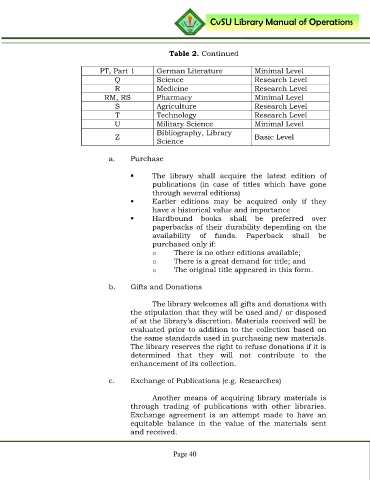 CvSU Library Manual of Operations
Table 2. Continued
PT, Part 1 German Literature Minimal Level
Q Science Research Level
R Medicine Research Level
RM, RS Pharmacy Minimal Level
S Agriculture Research Level
T Technology Research Level
U Military Science Minimal Level
Z Bibliography, Library Science Basic Level
a. Purchase
▪ The library shall acquire the latest edition of
publications (in case of titles which have gone
through several editions)
▪ Earlier editions may be acquired only if they
have a historical value and importance
▪ Hardbound books shall be preferred over
paperbacks of their durability depending on the
availability of funds. Paperback shall be
purchased only if:
o There is no other editions available;
o There is a great demand for title; and
o The original title appeared in this form.
b. Gifts and Donations
The library welcomes all gifts and donations with
the stipulation that they will be used and/ or disposed
of at the library's discretion. Materials received will be
evaluated prior to addition to the collection based on
the same standards used in purchasing new materials.
The library reserves the right to refuse donations if it is
determined that they will not contribute to the
enhancement of its collection.
c. Exchange of Publications (e.g. Researches)
Another means of acquiring library materials is
through trading of publications with other libraries.
Exchange agreement is an attempt made to have an
equitable balance in the value of the materials sent
and received.
Page 40